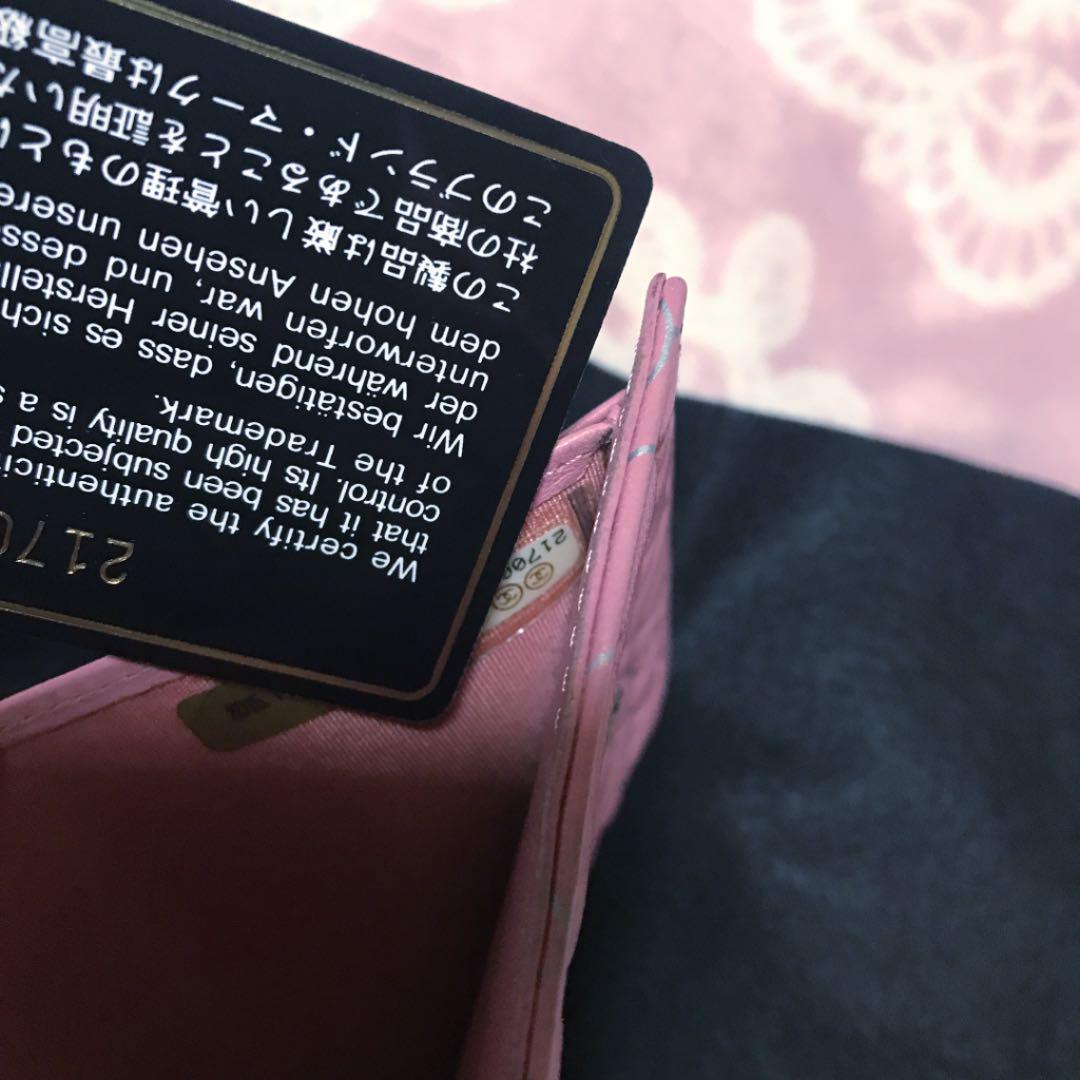 2170
We certify the authentici
that it has been subjected
control. Its high quality is a s
of the Trademark.
Wir bestätigen, dass es sich
der während seiner Herstell
unterworfen war, und desse
dem hohen Ansehen unsere
この製品は厳しい管理のもとに
社の商品であることを証明いた
このブランド・マークは最高級
21700